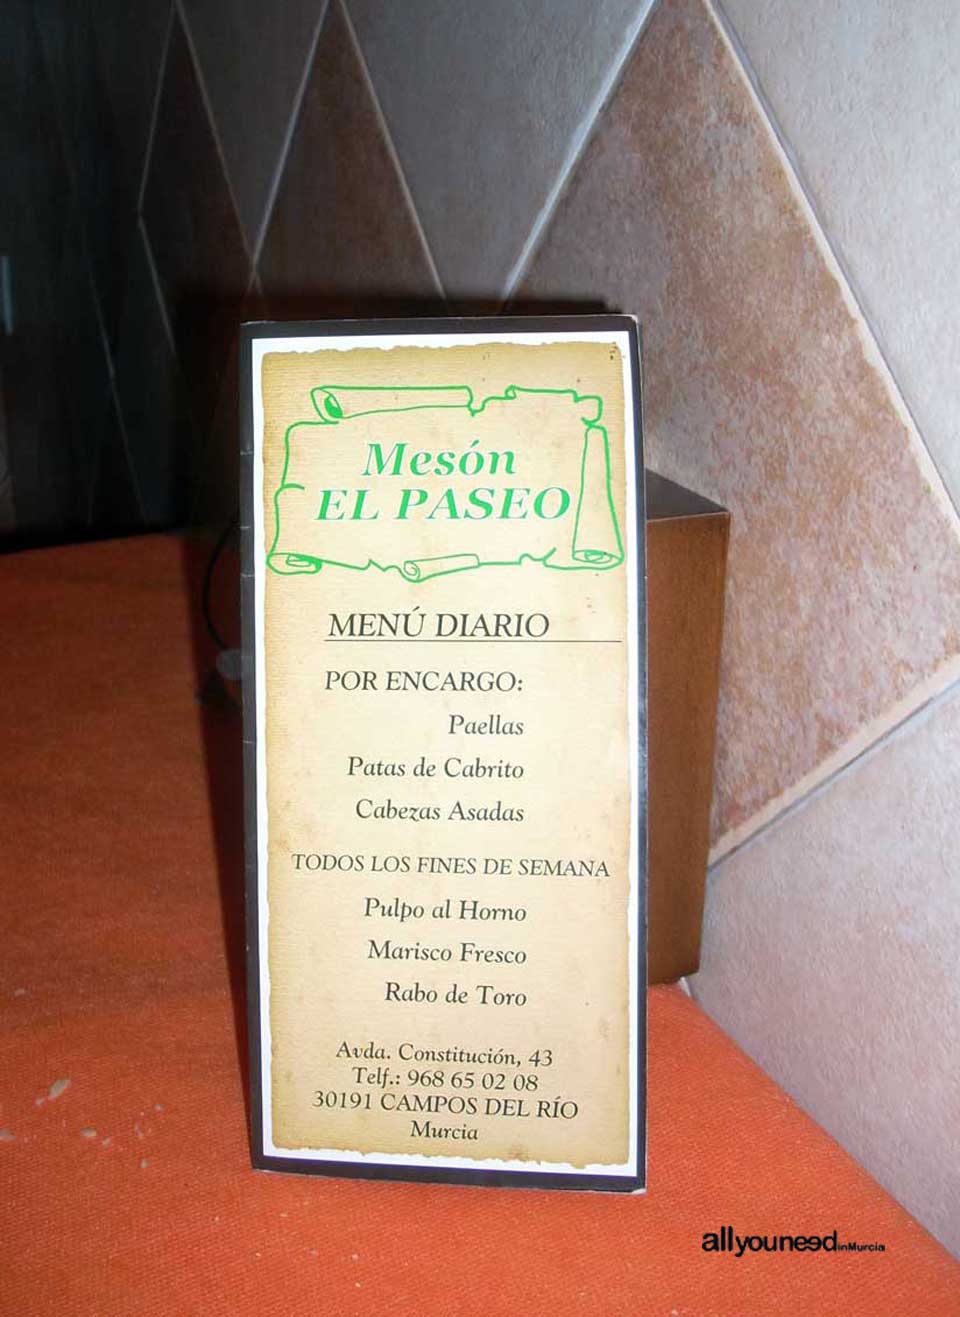 Mesón
EL PASEO
MENÚ DIARIO
POR ENCARGO:
Paellas
Patas de Cabrito
Cabezas Asadas
TODOS LOS FINES DE SEMANA
Pulpo al Horno
Marisco Fresco
Rabo de Toro
Avda. Constitución, 43
Telf.: 968 65 02 08
30191 CAMPOS DEL RÍO
Murcia
allyouneedinMurcia